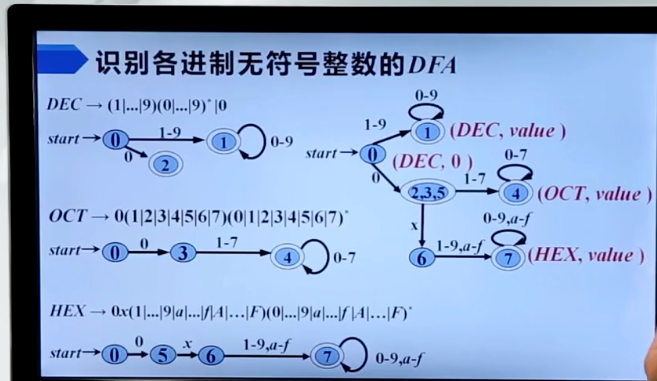 识别各进制无符号整数的DFA
DEC → (1|...|9)(0|...|9)*|0
start 0 1-9 1 0-9
0 2
OCT → 0(1|2|3|4|5|6|7)(0|1|2|3|4|5|6|7)*
start 0 0 3 1-7 4 0-7
HEX → 0x(1|...|9|a|...|f|A|...|F)(0|...|9|a|...|f|A|...|F)*
start 0 0 5 x 6 1-9,a-f 7 0-9,a-f
0-9
1-9 1 (DEC, value )
start 0 (DEC, 0 )
0-7
0 2,3,5 1-7 4 (OCT, value )
x 0-9,a-f
6 1-9,a-f 7 (HEX, value )